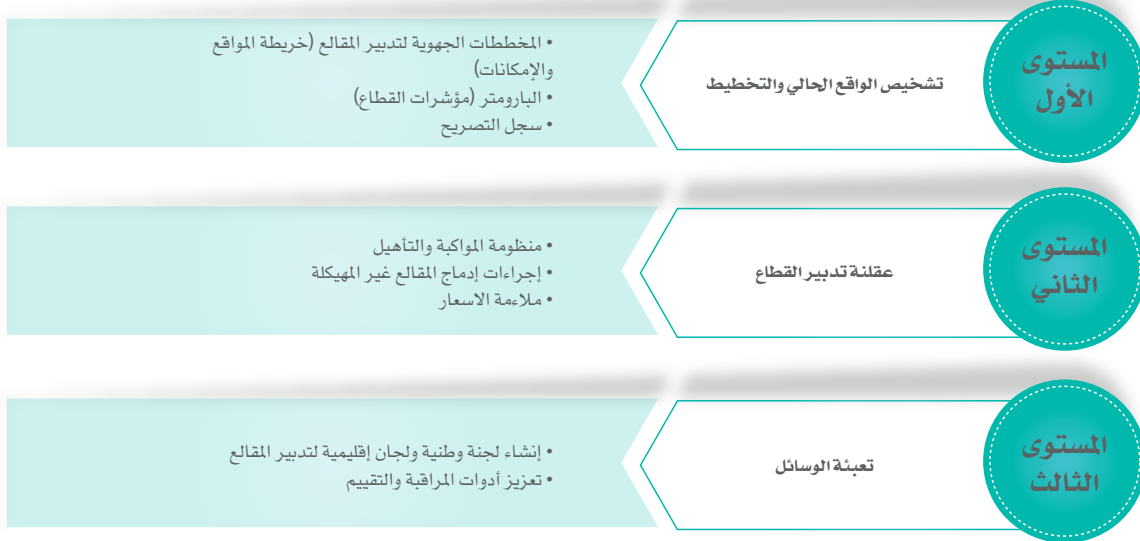 المستوى
الأول
تشخيص الواقع الحالي والتخطيط
• المخططات الجهوية لتدبير المقالع (خريطة المواقع
والإمكانات)
• البارومتر (مؤشرات القطاع)
• سجل التصريح
المستوى
الثاني
عقلنة تدبير القطاع
• منظومة المواكبة والتأهيل
• إجراءات إدماج المقالع غير المهيكلة
• ملاءمة الاسعار
المستوى
الثالث
تعبئة الوسائل
• إنشاء لجنة وطنية ولجان إقليمية لتدبير المقالع
• تعزيز أدوات المراقبة والتقييم